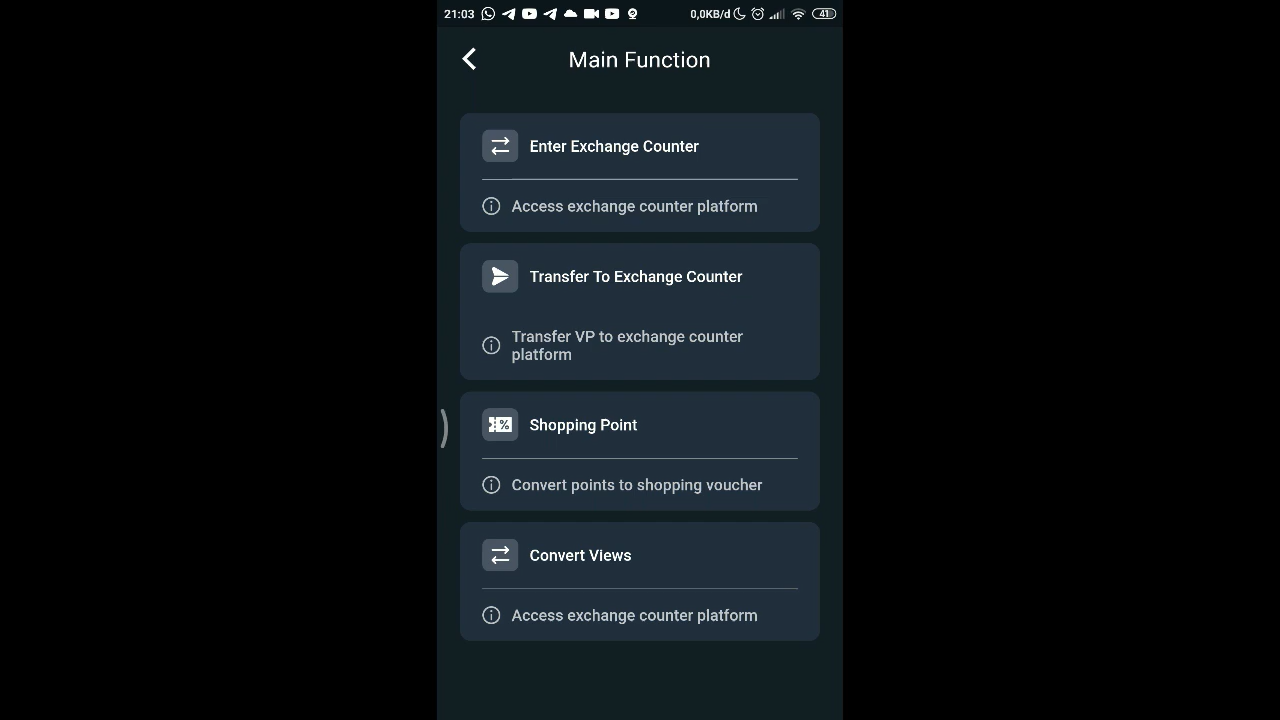 21:03 0,0KB/d 41
Main Function
Enter Exchange Counter
Access exchange counter platform
Transfer To Exchange Counter
Transfer VP to exchange counter
platform
Shopping Point
Convert points to shopping voucher
Convert Views
Access exchange counter platform